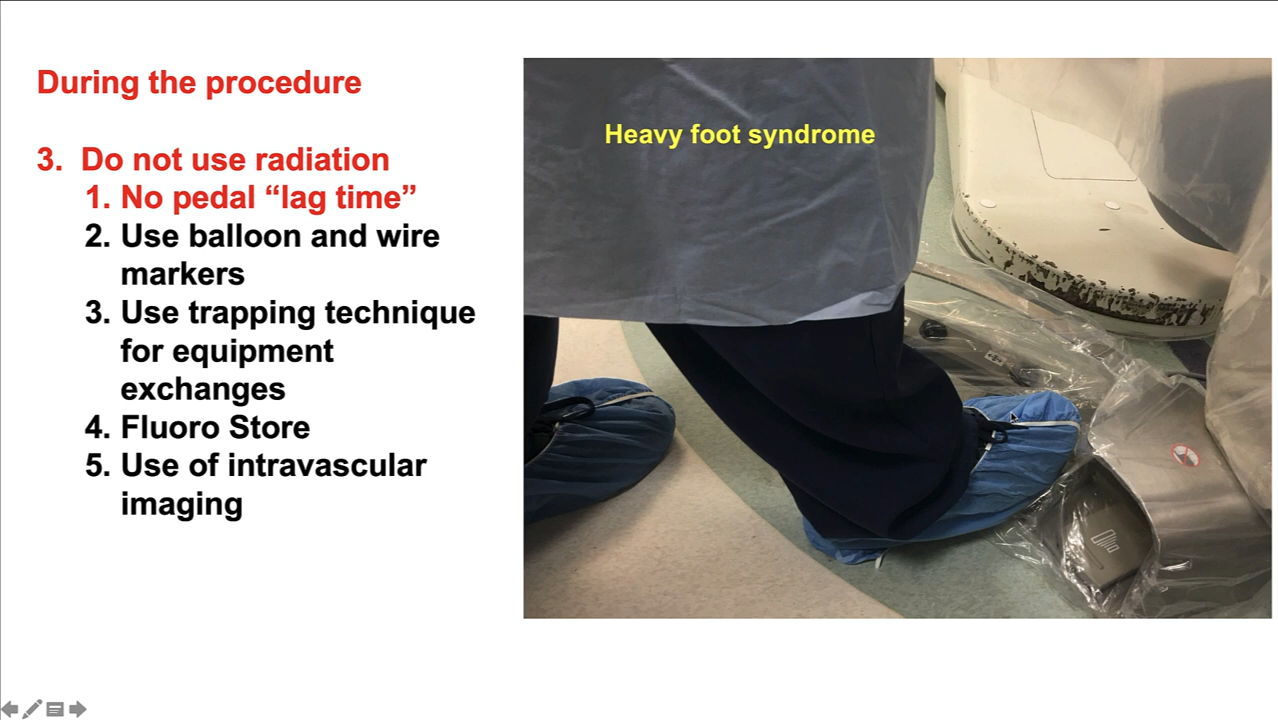 During the procedure
3. Do not use radiation
1. No pedal “lag time”
2. Use balloon and wire
markers
3. Use trapping technique
for equipment
exchanges
4. Fluoro Store
5. Use of intravascular
imaging
Heavy foot syndrome